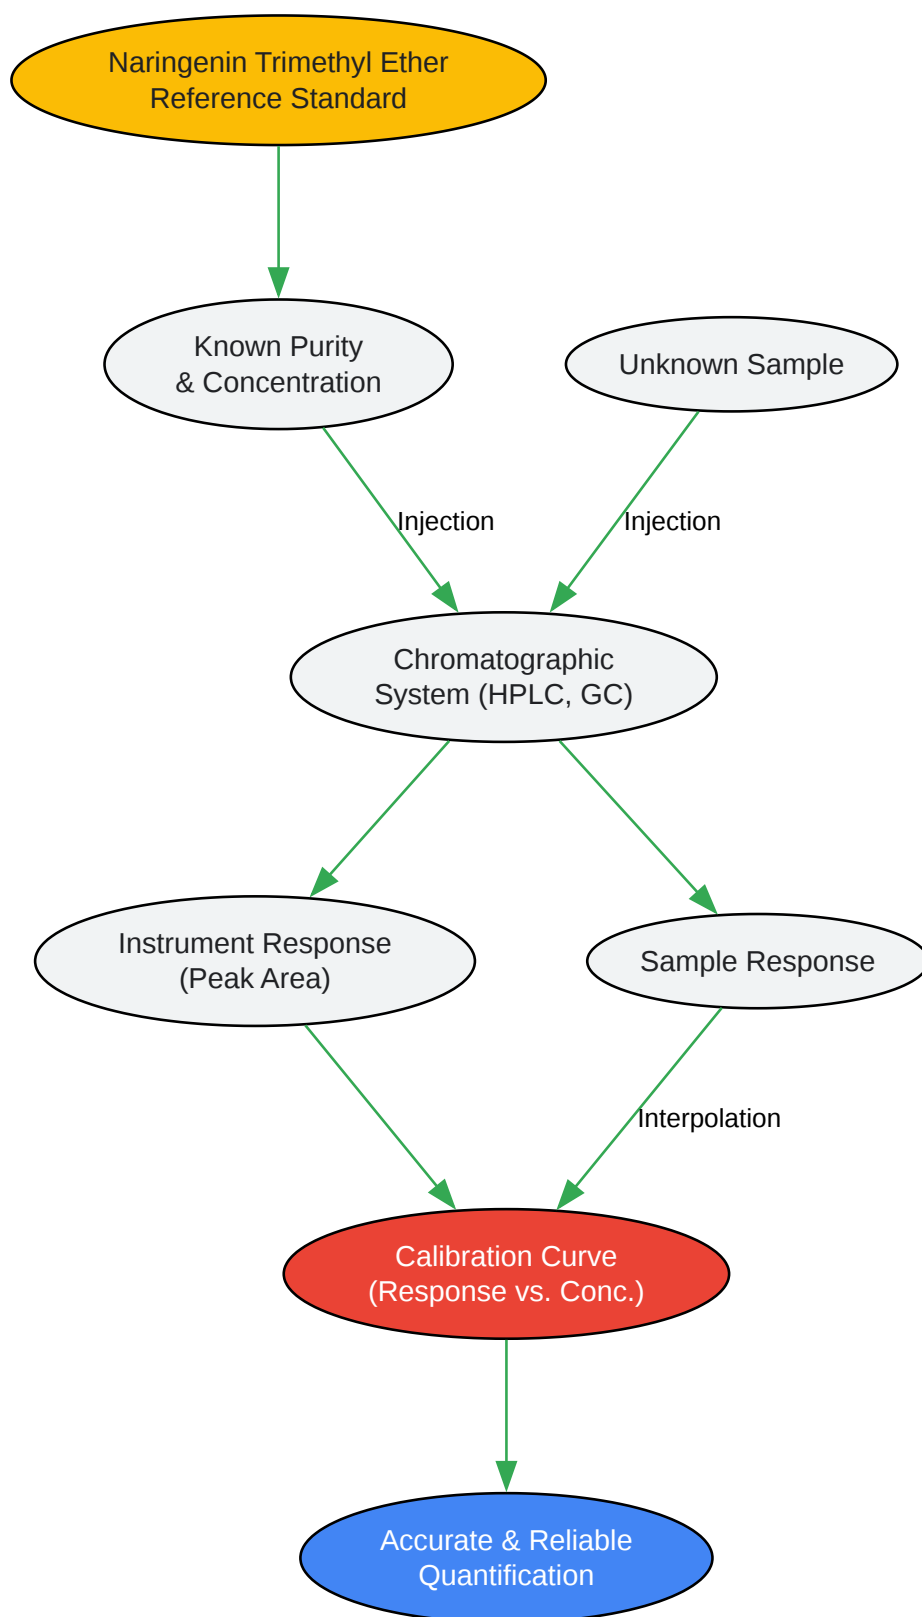 Naringenin Trimethyl Ether
Reference Standard
Known Purity
& Concentration
Unknown Sample
Injection
Injection
Chromatographic
System (HPLC, GC)
Instrument Response
(Peak Area)
Sample Response
Interpolation
Calibration Curve
(Response vs. Conc.)
Accurate & Reliable
Quantification